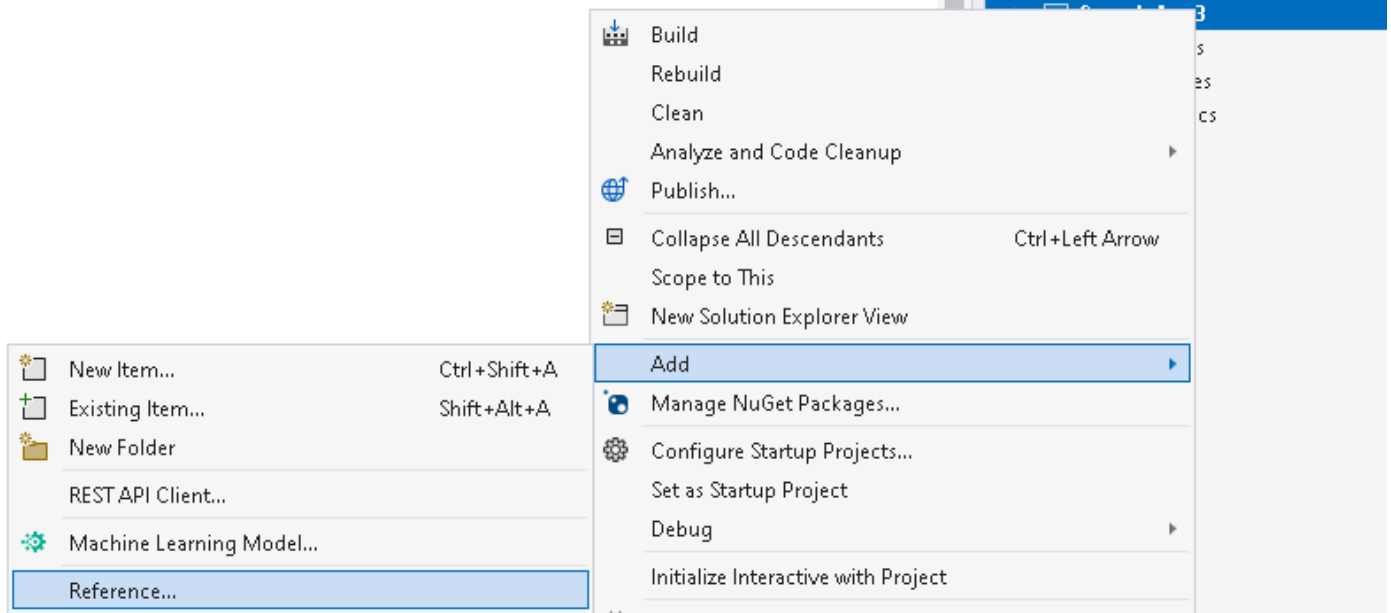 Build
Rebuild
Clean
Analyze and Code Cleanup
Publish...
Collapse All Descendants Ctrl+Left Arrow
Scope to This
New Solution Explorer View
Add
Manage NuGet Packages...
Configure Startup Projects...
Set as Startup Project
Debug
Initialize Interactive with Project
New Item... Ctrl+Shift+A
Existing Item... Shift+Alt+A
New Folder
REST API Client...
Machine Learning Model...
Reference...